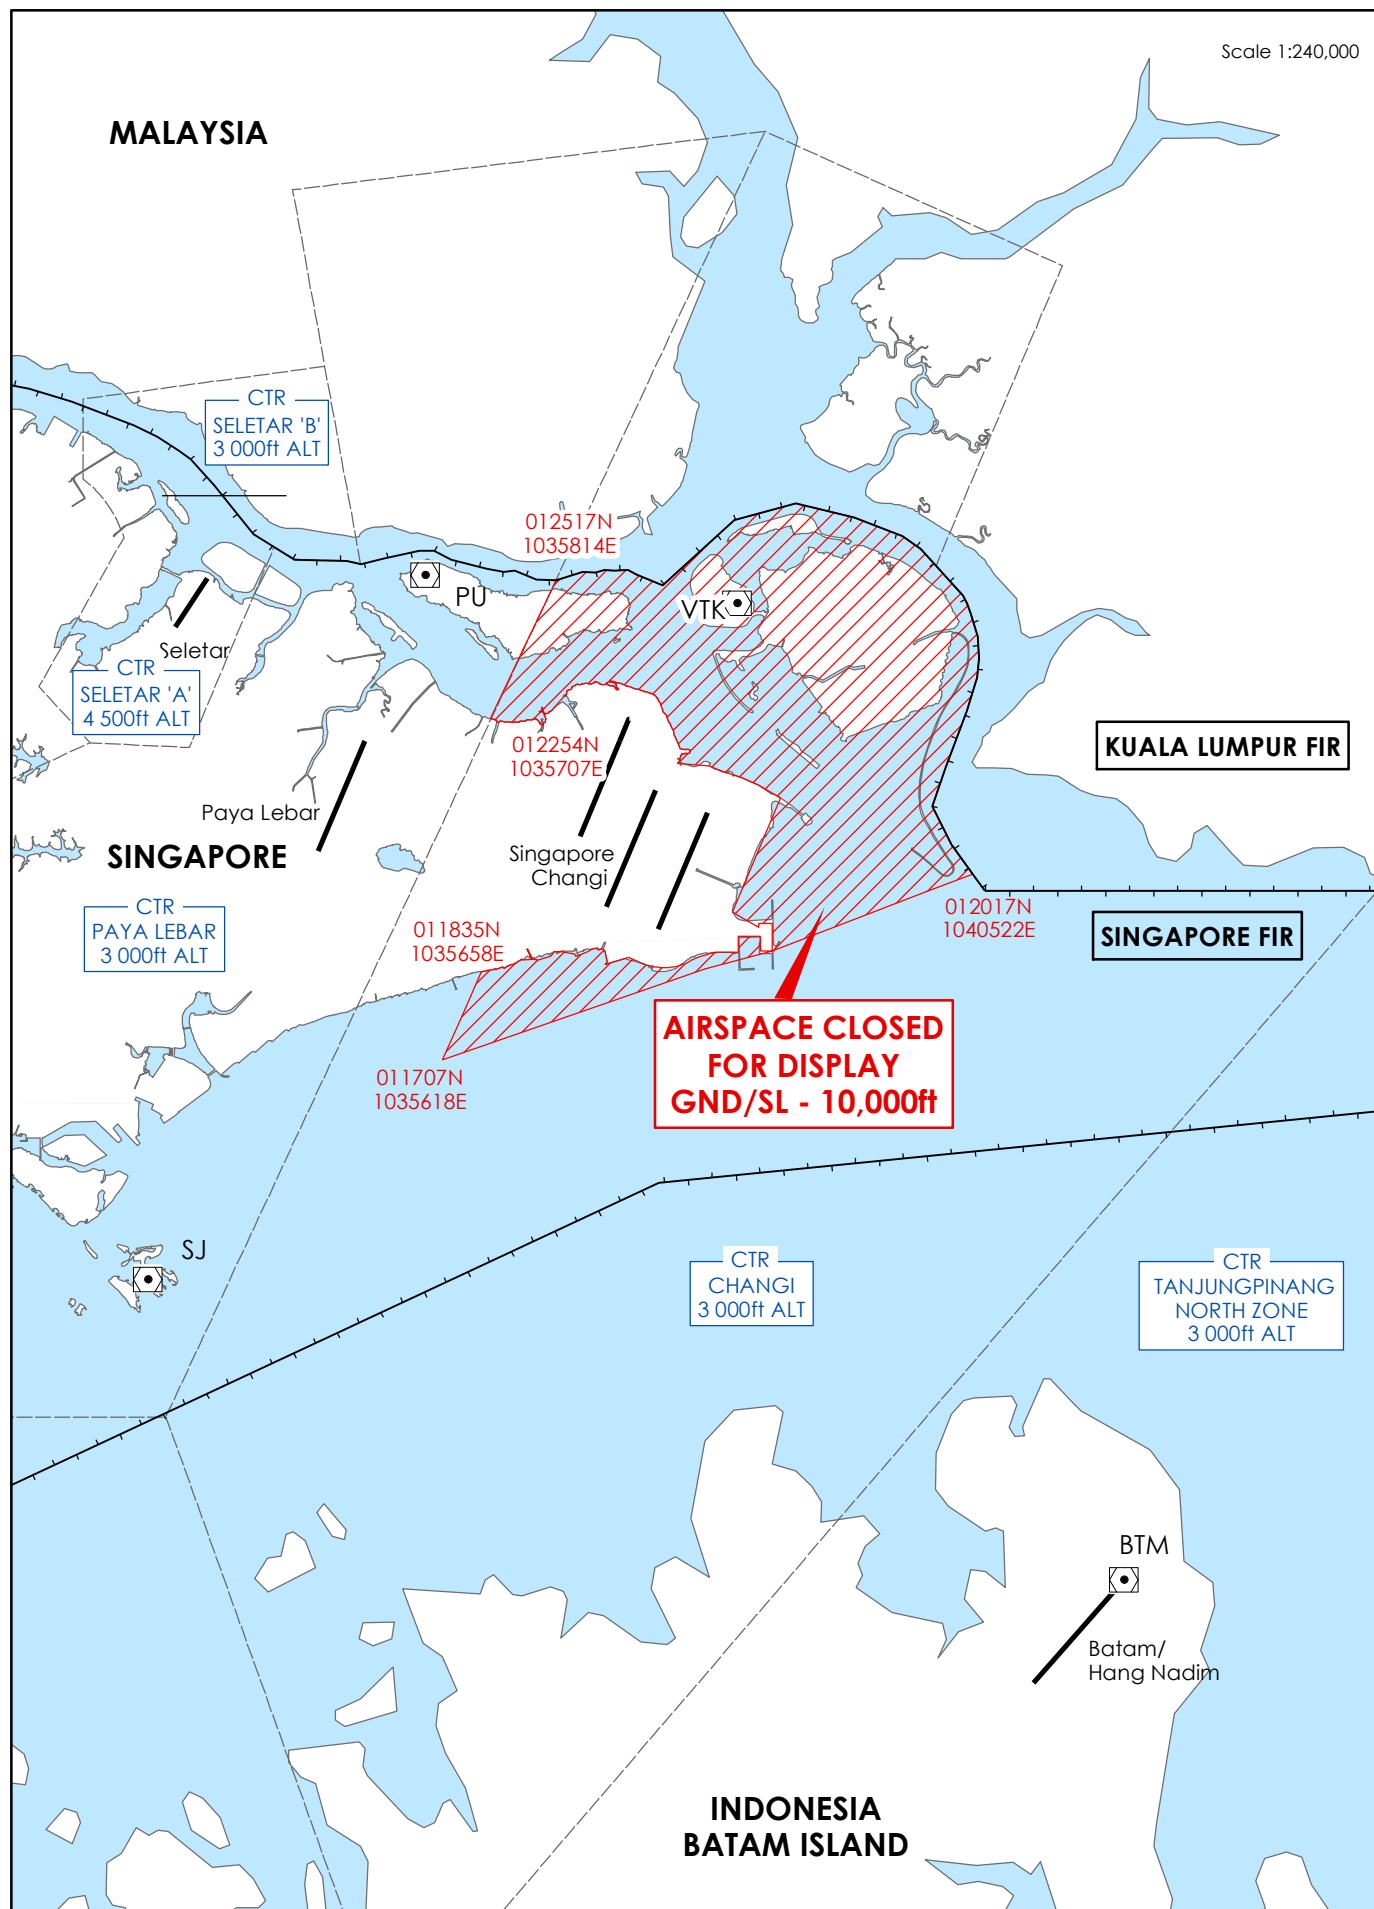 Scale 1:240,000
MALAYSIA
CTR
SELETAR 'B'
3 000ft ALT
012517N
1035814E
PU
VTK
Seletar
CTR
SELETAR 'A'
4 500ft ALT
012254N
1035707E
KUALA LUMPUR FIR
Paya Lebar
SINGAPORE
Singapore
Changi
CTR
PAYA LEBAR
3 000ft ALT
011835N
1035658E
012017N
1040522E
SINGAPORE FIR
AIRSPACE CLOSED
FOR DISPLAY
GND/SL - 10,000ft
011707N
1035618E
SJ
CTR
CHANGI
3 000ft ALT
CTR
TANJUNGPINANG
NORTH ZONE
3 000ft ALT
BTM
Batam/
Hang Nadim
INDONESIA
BATAM ISLAND